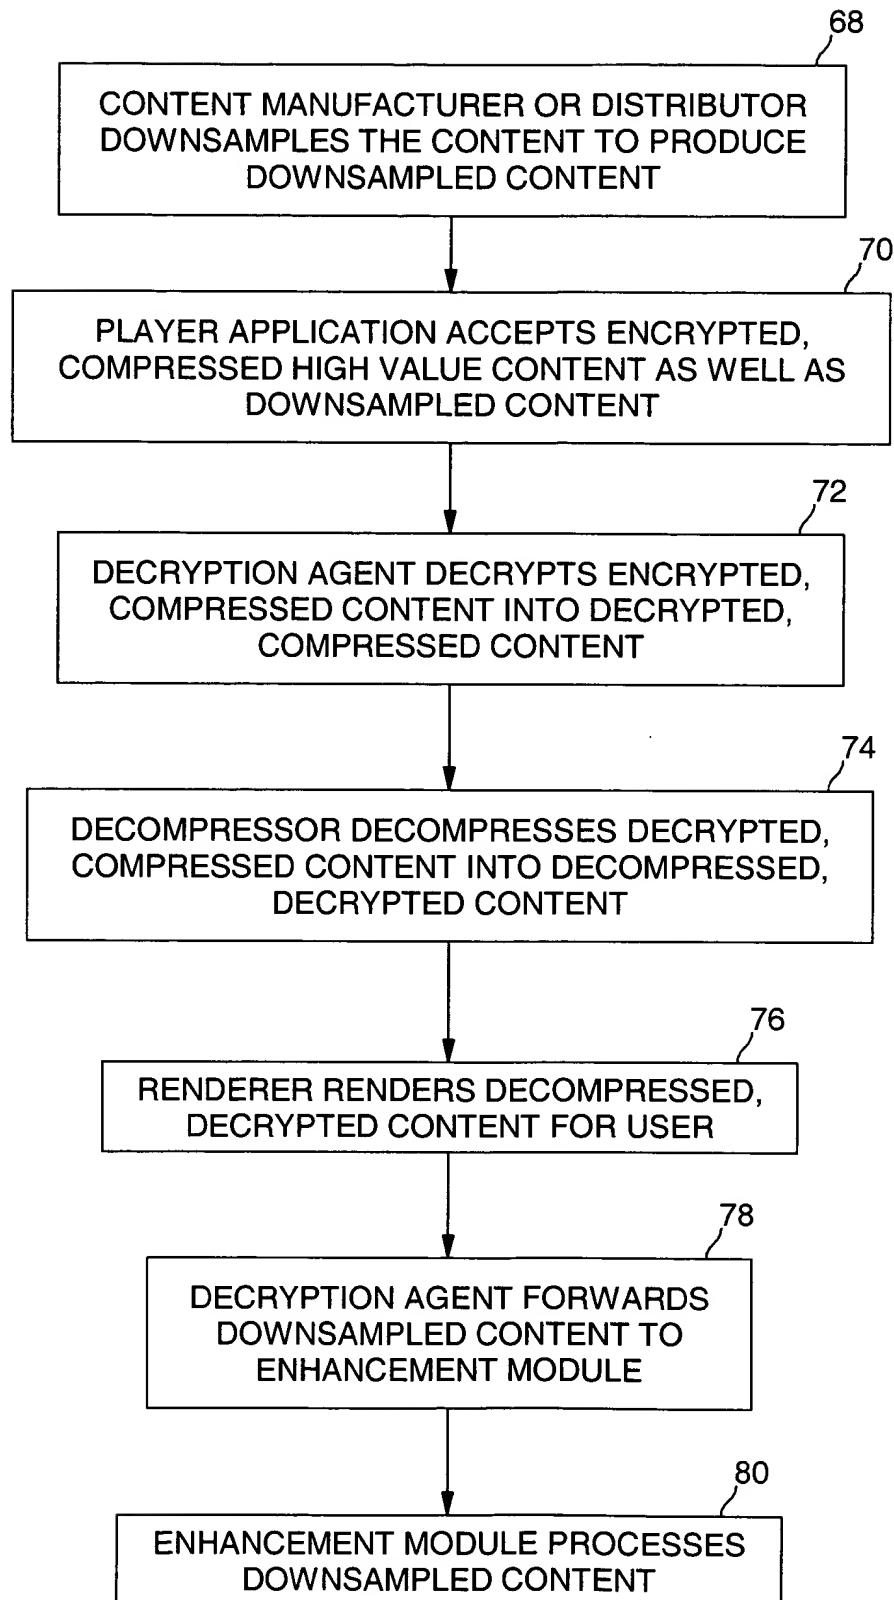 68
CONTENT MANUFACTURER OR DISTRIBUTOR
DOWNSAMPLES THE CONTENT TO PRODUCE
DOWNSAMPLED CONTENT
70
PLAYER APPLICATION ACCEPTS ENCRYPTED,
COMPRESSED HIGH VALUE CONTENT AS WELL AS
DOWNSAMPLED CONTENT
72
DECRYPTION AGENT DECRYPTS ENCRYPTED,
COMPRESSED CONTENT INTO DECRYPTED,
COMPRESSED CONTENT
74
DECOMPRESSOR DECOMPRESSES DECRYPTED,
COMPRESSED CONTENT INTO DECOMPRESSED,
DECRYPTED CONTENT
76
RENDERER RENDERS DECOMPRESSED,
DECRYPTED CONTENT FOR USER
78
DECRYPTION AGENT FORWARDS
DOWNSAMPLED CONTENT TO
ENHANCEMENT MODULE
80
ENHANCEMENT MODULE PROCESSES
DOWNSAMPLED CONTENT